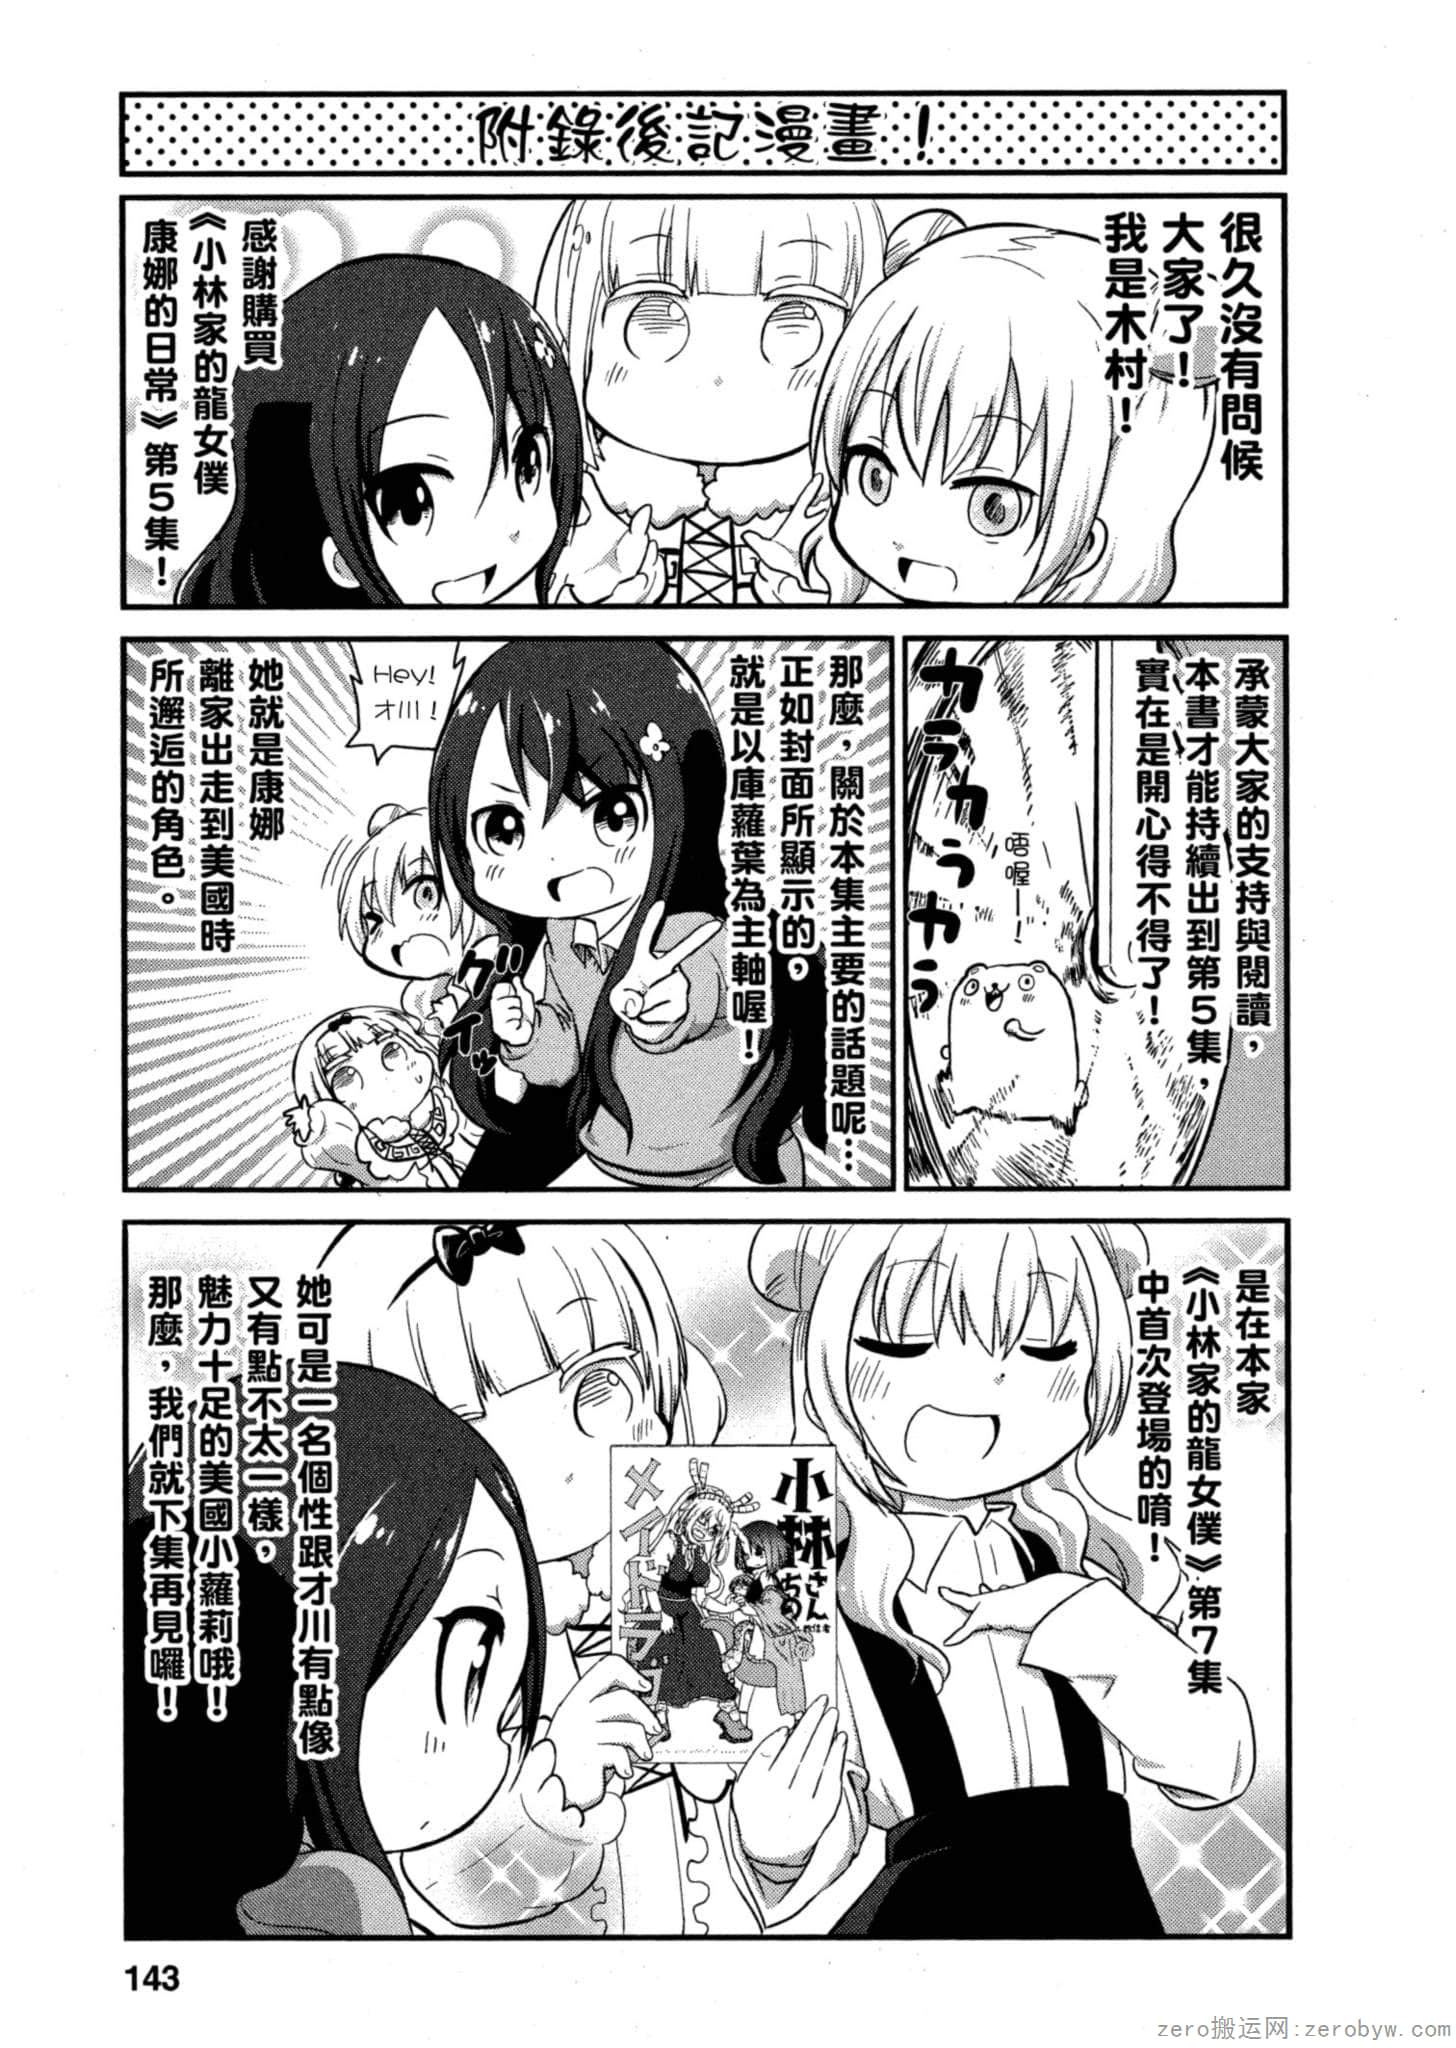 附錄後記漫畫！
很久沒有問候
大家了！
我是木村！
感謝購買
《小林家的龍女僕
康娜的日常》第5集！
承蒙大家的支持與閱讀，
本書才能持續出到第5集，
實在是開心得不得了！
唔喔——！
カラカラカラ
那麼，關於本集主要的話題呢…
正如封面所顯示的，
就是以庫蘿葉為主軸喔！
Hey!
才川！
グイッ
她就是康娜
離家出走到美國時
所邂逅的角色。
是在本家
《小林家的龍女僕》第7集
中首次登場的唷！
小林さんちの
メイドラゴン
她可是一名個性跟才川有點像
又有點不太一樣，
魅力十足的美國小蘿莉哦！
那麼，我們就下集再見囉！
143
zero搬运网:zerobyw.com